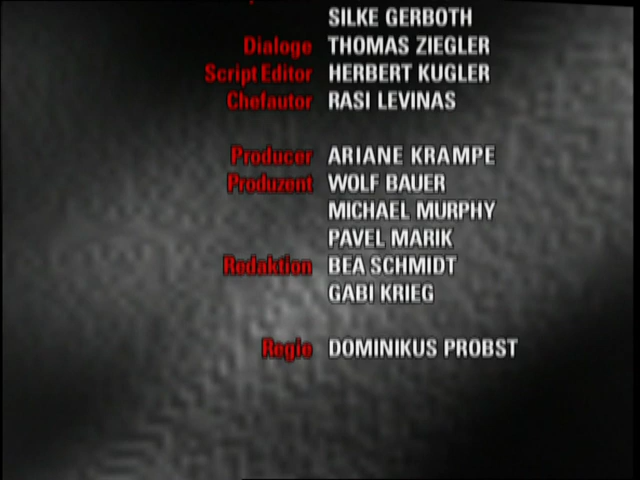 SILKE GERBOTH
Dialoge THOMAS ZIEGLER
Script Editor HERBERT KUGLER
Chefautor RASI LEVINAS
Producer ARIANE KRAMPE
Produzent WOLF BAUER
MICHAEL MURPHY
PAVEL MARIK
Redaktion BEA SCHMIDT
GABI KRIEG
Regie DOMINIKUS PROBST